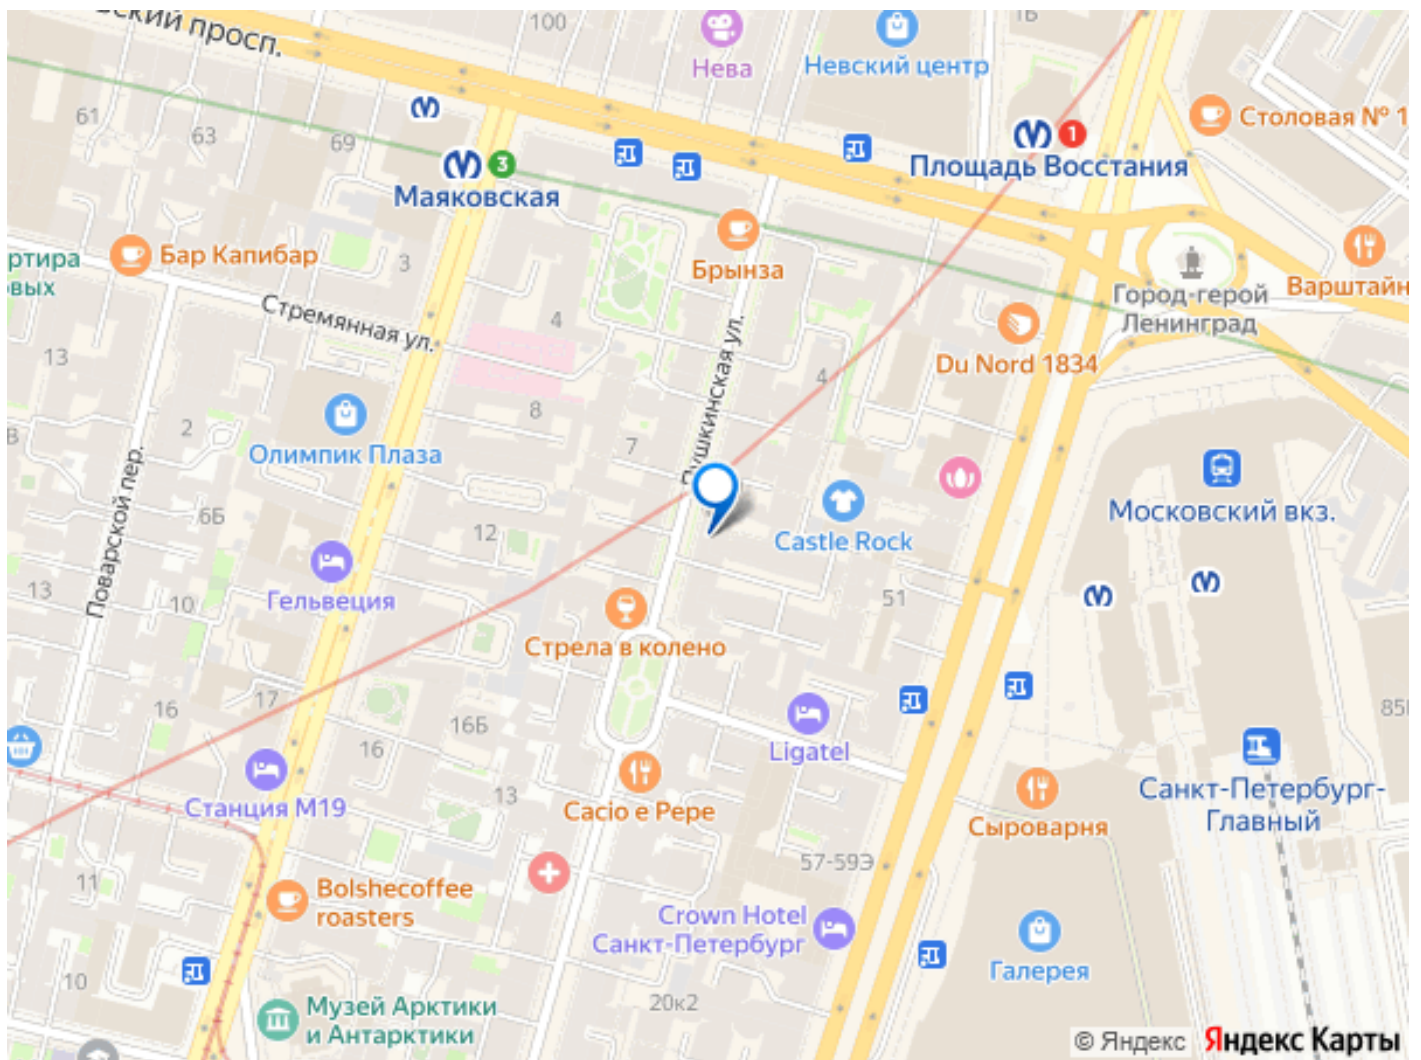 ский просп.
100
Нева
Невский центр
1Б
61
63
69
3
Маяковская
1
Площадь Восстания
Столовая № 1
ртира
вых
Бар Капибар
3
Брынза
Город-герой
Ленинград
Варштайн
Стремянная ул.
4
Пушкинская ул.
Du Nord 1834
4
13
2
8
7
Олимпик Плаза
В
Поварской пер.
6Б
12
Castle Rock
Московский вкз.
13
10
Гельвеция
51
Стрела в колено
17
16
16Б
16
Ligatel
85
Станция М19
13
Cacio e Pepe
Сыроварня
Санкт-Петербург-
Главный
11
57-59Э
Bolshecoffee
roasters
Crown Hotel
Санкт-Петербург
Галерея
10
20к2
Музей Арктики
и Антарктики
© Яндекс
Яндекс Карты